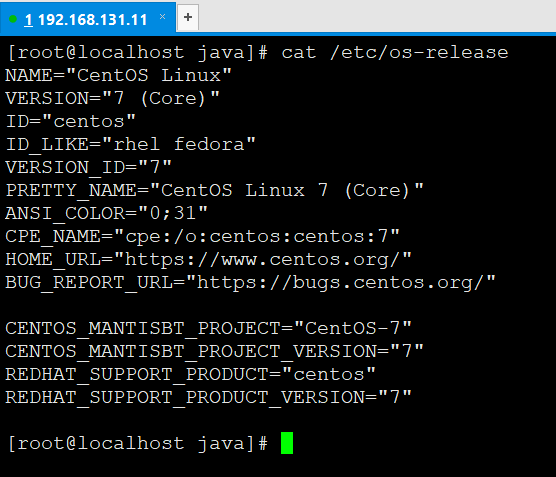 1 192.168.131.11 × +
[root@localhost java]# cat /etc/os-release
NAME="CentOS Linux"
VERSION="7 (Core)"
ID="centos"
ID_LIKE="rhel fedora"
VERSION_ID="7"
PRETTY_NAME="CentOS Linux 7 (Core)"
ANSI_COLOR="0;31"
CPE_NAME="cpe:/o:centos:centos:7"
HOME_URL="https://www.centos.org/"
BUG_REPORT_URL="https://bugs.centos.org/"
CENTOS_MANTISBT_PROJECT="CentOS-7"
CENTOS_MANTISBT_PROJECT_VERSION="7"
REDHAT_SUPPORT_PRODUCT="centos"
REDHAT_SUPPORT_PRODUCT_VERSION="7"
[root@localhost java]#